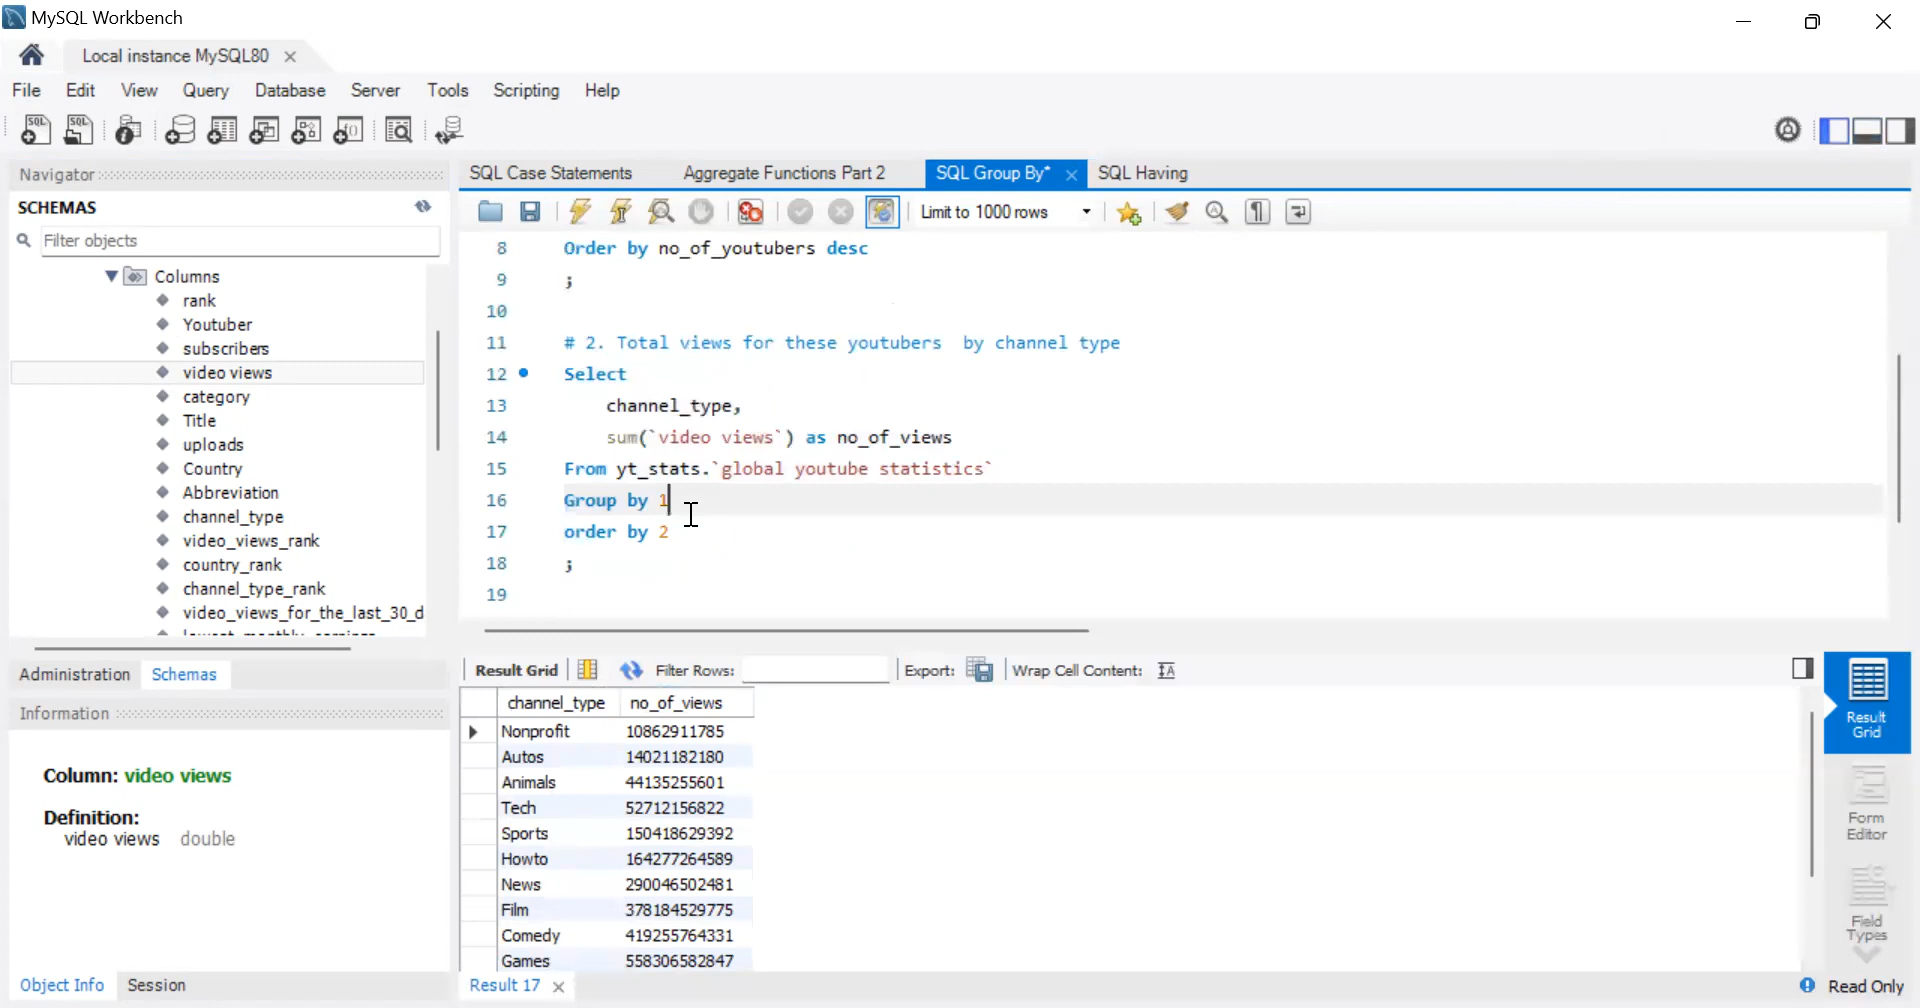 MySQL Workbench
Local instance MySQL80
File Edit View Query Database Server Tools Scripting Help
Navigator
SCHEMAS
Filter objects
Columns
rank
Youtuber
subscribers
video views
category
Title
uploads
Country
Abbreviation
channel_type
video_views_rank
country_rank
channel_type_rank
video_views_for_the_last_30_d
Administration Schemas
Information
Column: video views
Definition:
video views double
Object Info Session
SQL Case Statements Aggregate Functions Part 2 SQL Group By* SQL Having
Limit to 1000 rows
8 Order by no_of_youtubers desc
9 ;
10
11 # 2. Total views for these youtubers by channel type
12 Select
13 channel_type,
14 sum(`video views`) as no_of_views
15 From yt_stats.`global youtube statistics`
16 Group by 1
17 order by 2
18 ;
19
Result Grid Filter Rows: Export: Wrap Cell Content:
channel_type no_of_views
Nonprofit 10862911785
Autos 14021182180
Animals 44135255601
Tech 52712156822
Sports 150418629392
Howto 164277264589
News 290046502481
Film 378184529775
Comedy 419255764331
Games 558306582847
Result 17
Result
Grid
Form
Editor
Field
Types
Read Only